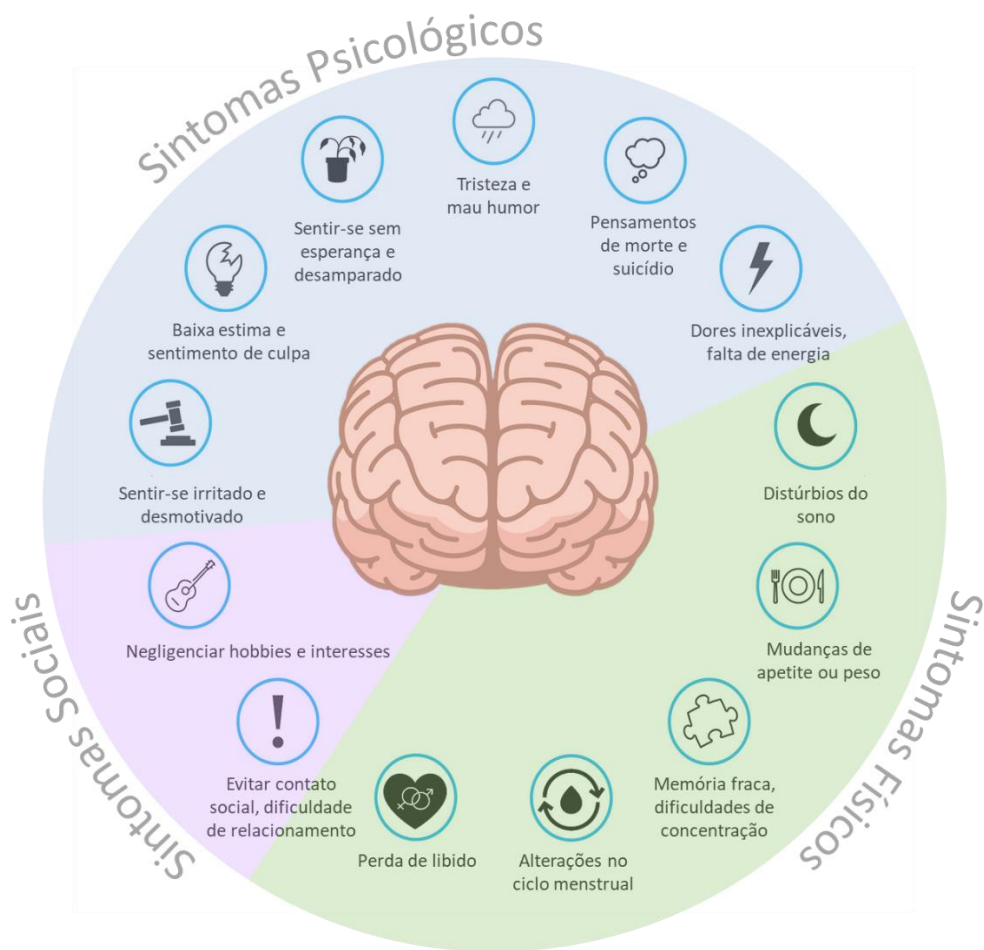 Sintomas Psicológicos
Tristeza e
mau humor
Sentir-se sem
esperança e
desamparado
Pensamentos
de morte e
suicídio
Baixa estima e
sentimento de culpa
Dores inexplicáveis,
falta de energia
Sentir-se irritado e
desmotivado
Sintomas Sociais
Negligenciar hobbies e interesses
Evitar contato
social, dificuldade
de relacionamento
Sintomas Físicos
Distúrbios do
sono
Mudanças de
apetite ou peso
Memória fraca,
dificuldades de
concentração
Alterações no
ciclo menstrual
Perda de libido